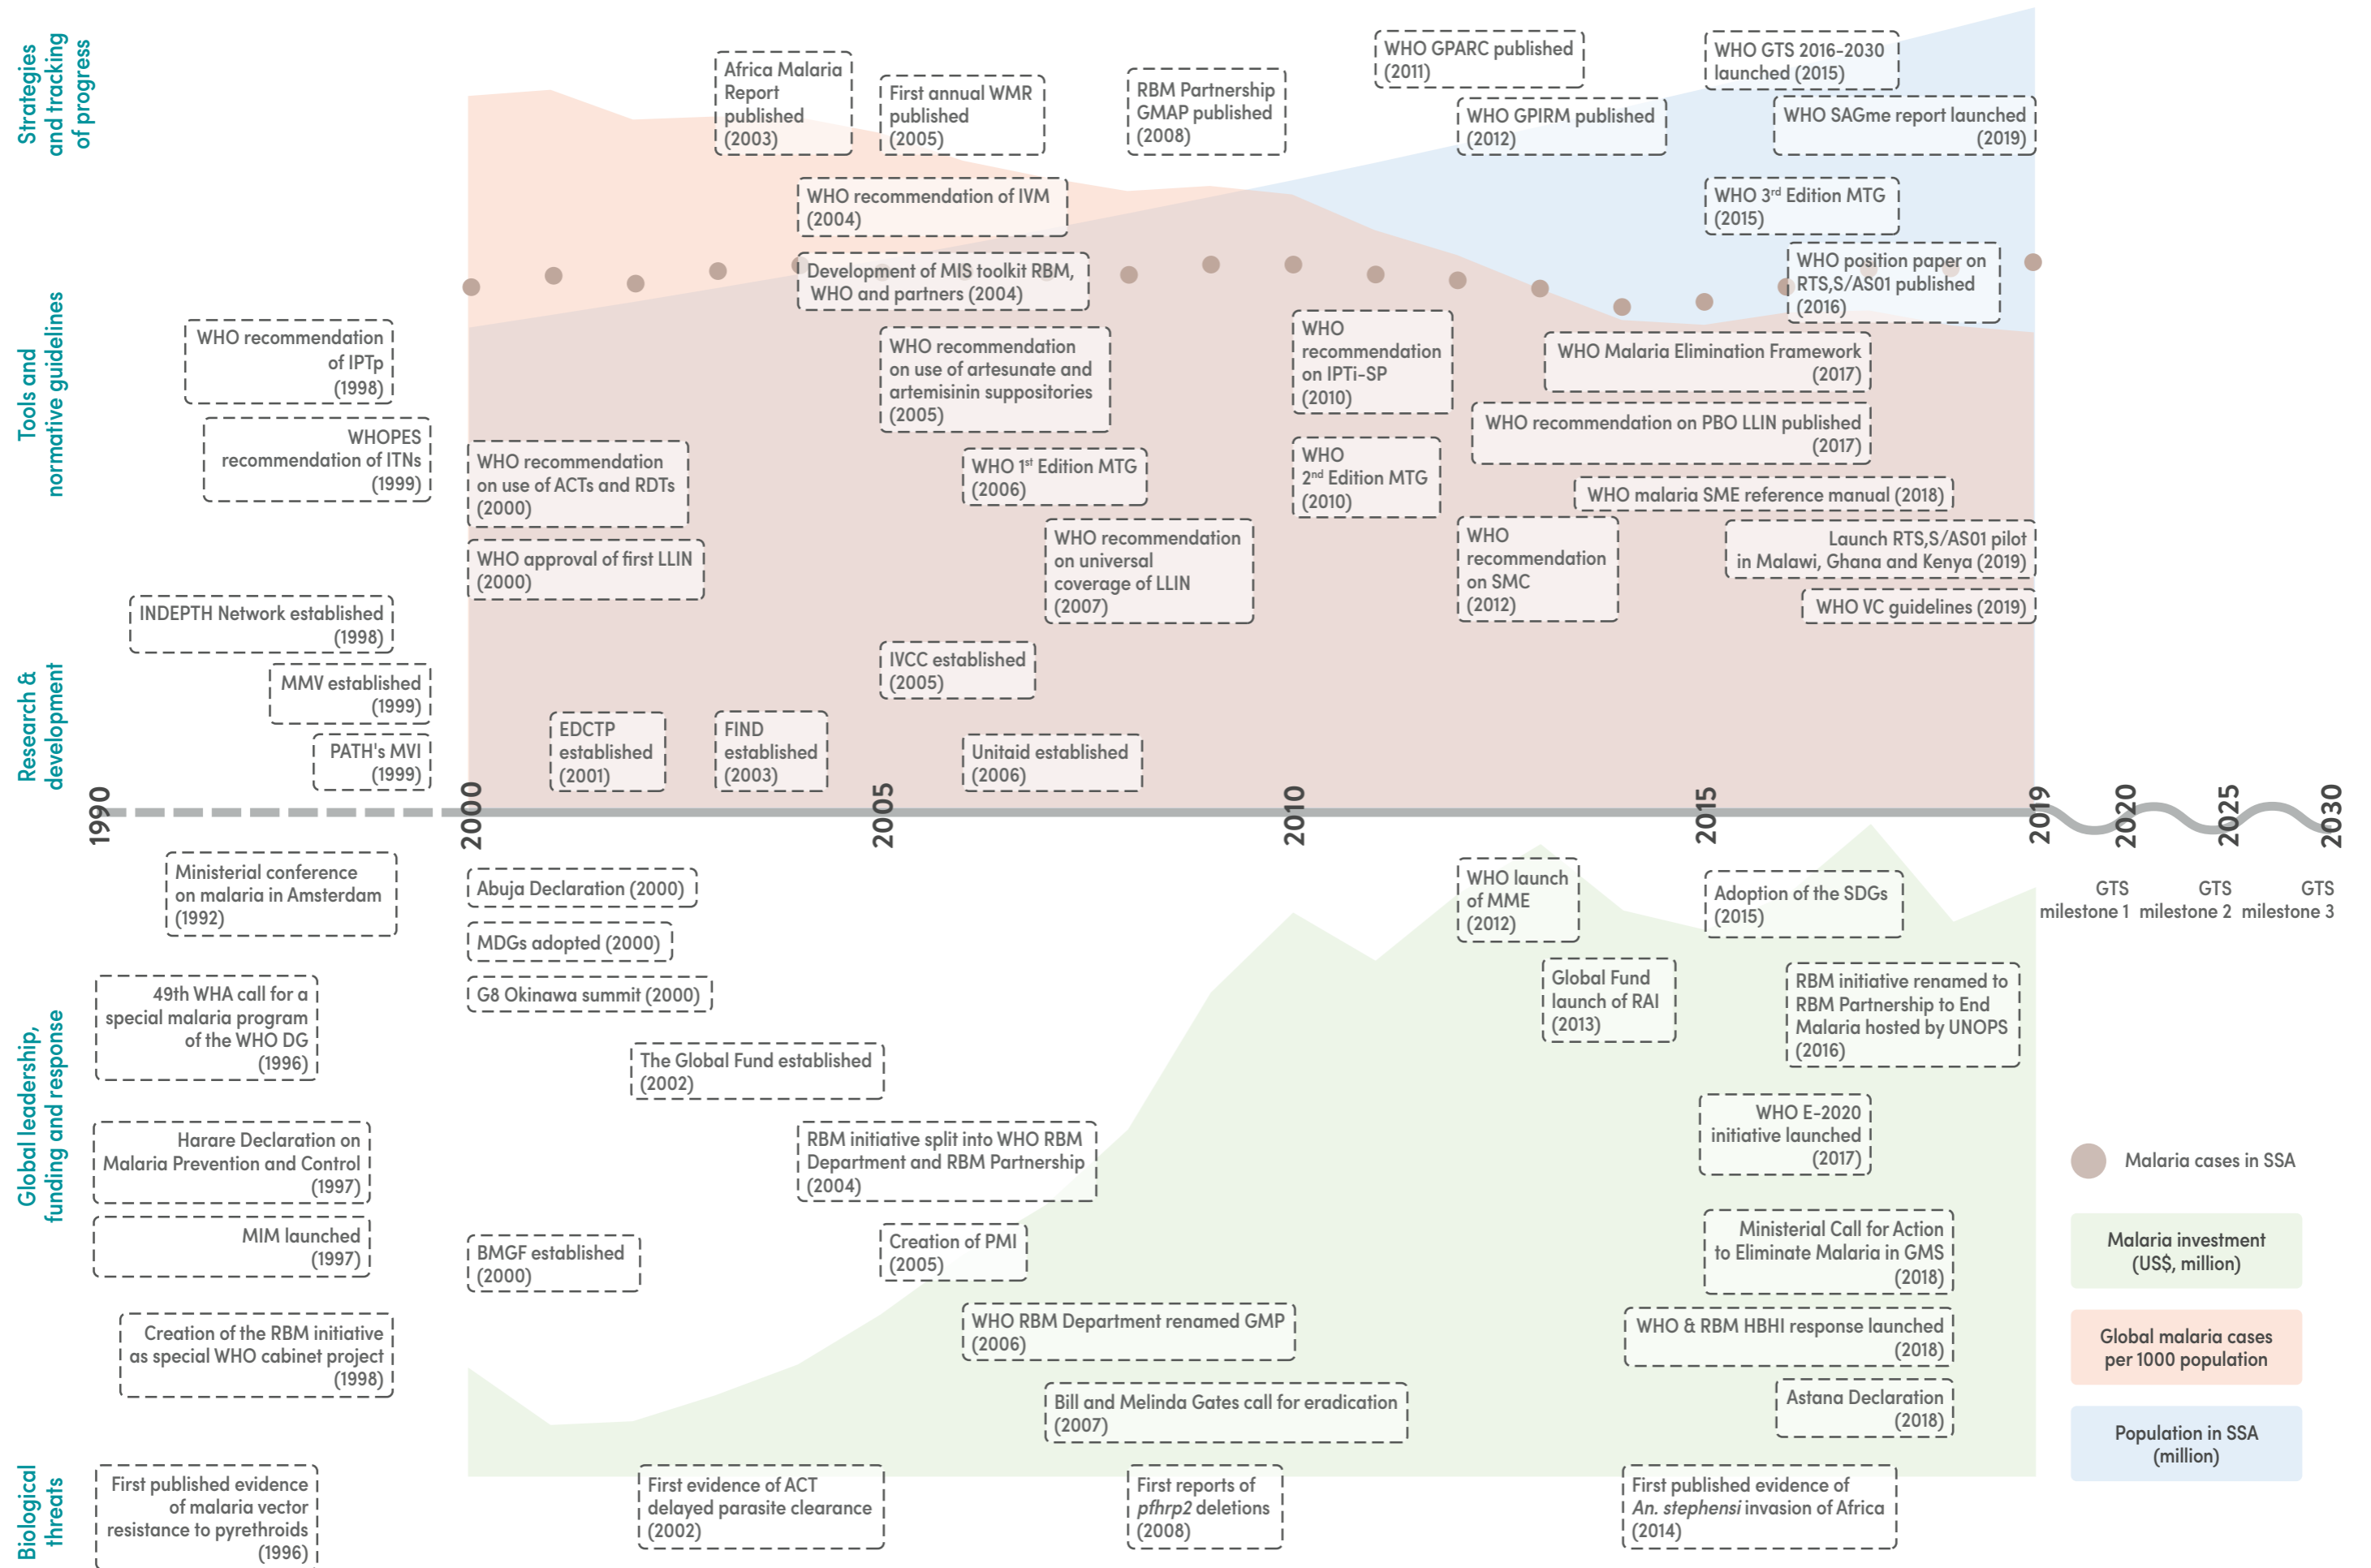 Strategies
and tracking
of progress
Africa Malaria
Report
published
(2003)
First annual WMR
published
(2005)
RBM Partnership
GMAP published
(2008)
WHO GPARC published
(2011)
WHO GPIRM published
(2012)
WHO GTS 2016-2030
launched (2015)
WHO SAGme report launched
(2019)
Tools and
normative guidelines
WHO recommendation
of IPTp
(1998)
WHOPES
recommendation of ITNs
(1999)
WHO recommendation
on use of ACTs and RDTs
(2000)
WHO approval of first LLIN
(2000)
WHO recommendation of IVM
(2004)
Development of MIS toolkit RBM,
WHO and partners (2004)
WHO recommendation
on use of artesunate and
artemisinin suppositories
(2005)
WHO 1st Edition MTG
(2006)
WHO recommendation
on universal
coverage of LLIN
(2007)
WHO
recommendation
on IPTi-SP
(2010)
WHO
2nd Edition MTG
(2010)
WHO
recommendation
on SMC
(2012)
WHO 3rd Edition MTG
(2015)
WHO position paper on
RTS,S/AS01 published
(2016)
WHO Malaria Elimination Framework
(2017)
WHO recommendation on PBO LLIN published
(2017)
WHO malaria SME reference manual (2018)
Launch RTS,S/AS01 pilot
in Malawi, Ghana and Kenya (2019)
WHO VC guidelines (2019)
Research &
development
INDEPTH Network established
(1998)
MMV established
(1999)
PATH's MVI
(1999)
EDCTP
established
(2001)
FIND
established
(2003)
IVCC established
(2005)
Unitaid established
(2006)
1990
2000
2005
2010
2015
2019
2020
2025
2030
GTS
milestone 1
GTS
milestone 2
GTS
milestone 3
Global leadership,
funding and response
Ministerial conference
on malaria in Amsterdam
(1992)
49th WHA call for a
special malaria program
of the WHO DG
(1996)
Harare Declaration on
Malaria Prevention and Control
(1997)
MIM launched
(1997)
Creation of the RBM initiative
as special WHO cabinet project
(1998)
Abuja Declaration (2000)
MDGs adopted (2000)
G8 Okinawa summit (2000)
The Global Fund established
(2002)
RBM initiative split into WHO RBM
Department and RBM Partnership
(2004)
BMGF established
(2000)
Creation of PMI
(2005)
WHO RBM Department renamed GMP
(2006)
Bill and Melinda Gates call for eradication
(2007)
WHO launch
of MME
(2012)
Global Fund
launch of RAI
(2013)
Adoption of the SDGs
(2015)
RBM initiative renamed to
RBM Partnership to End
Malaria hosted by UNOPS
(2016)
WHO E-2020
initiative launched
(2017)
Ministerial Call for Action
to Eliminate Malaria in GMS
(2018)
WHO & RBM HBHI response launched
(2018)
Astana Declaration
(2018)
Malaria cases in SSA
Malaria investment
(US$, million)
Global malaria cases
per 1000 population
Population in SSA
(million)
Biological
threats
First published evidence
of malaria vector
resistance to pyrethroids
(1996)
First evidence of ACT
delayed parasite clearance
(2002)
First reports of
pfhrp2 deletions
(2008)
First published evidence of
An. stephensi invasion of Africa
(2014)